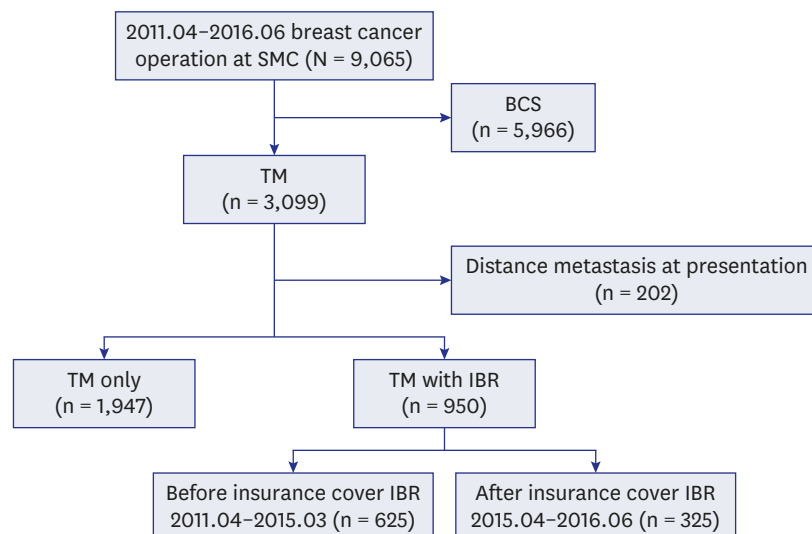 2011.04–2016.06 breast cancer
operation at SMC (N = 9,065)
BCS
(n = 5,966)
TM
(n = 3,099)
Distance metastasis at presentation
(n = 202)
TM only
(n = 1,947)
TM with IBR
(n = 950)
Before insurance cover IBR
2011.04–2015.03 (n = 625)
After insurance cover IBR
2015.04–2016.06 (n = 325)